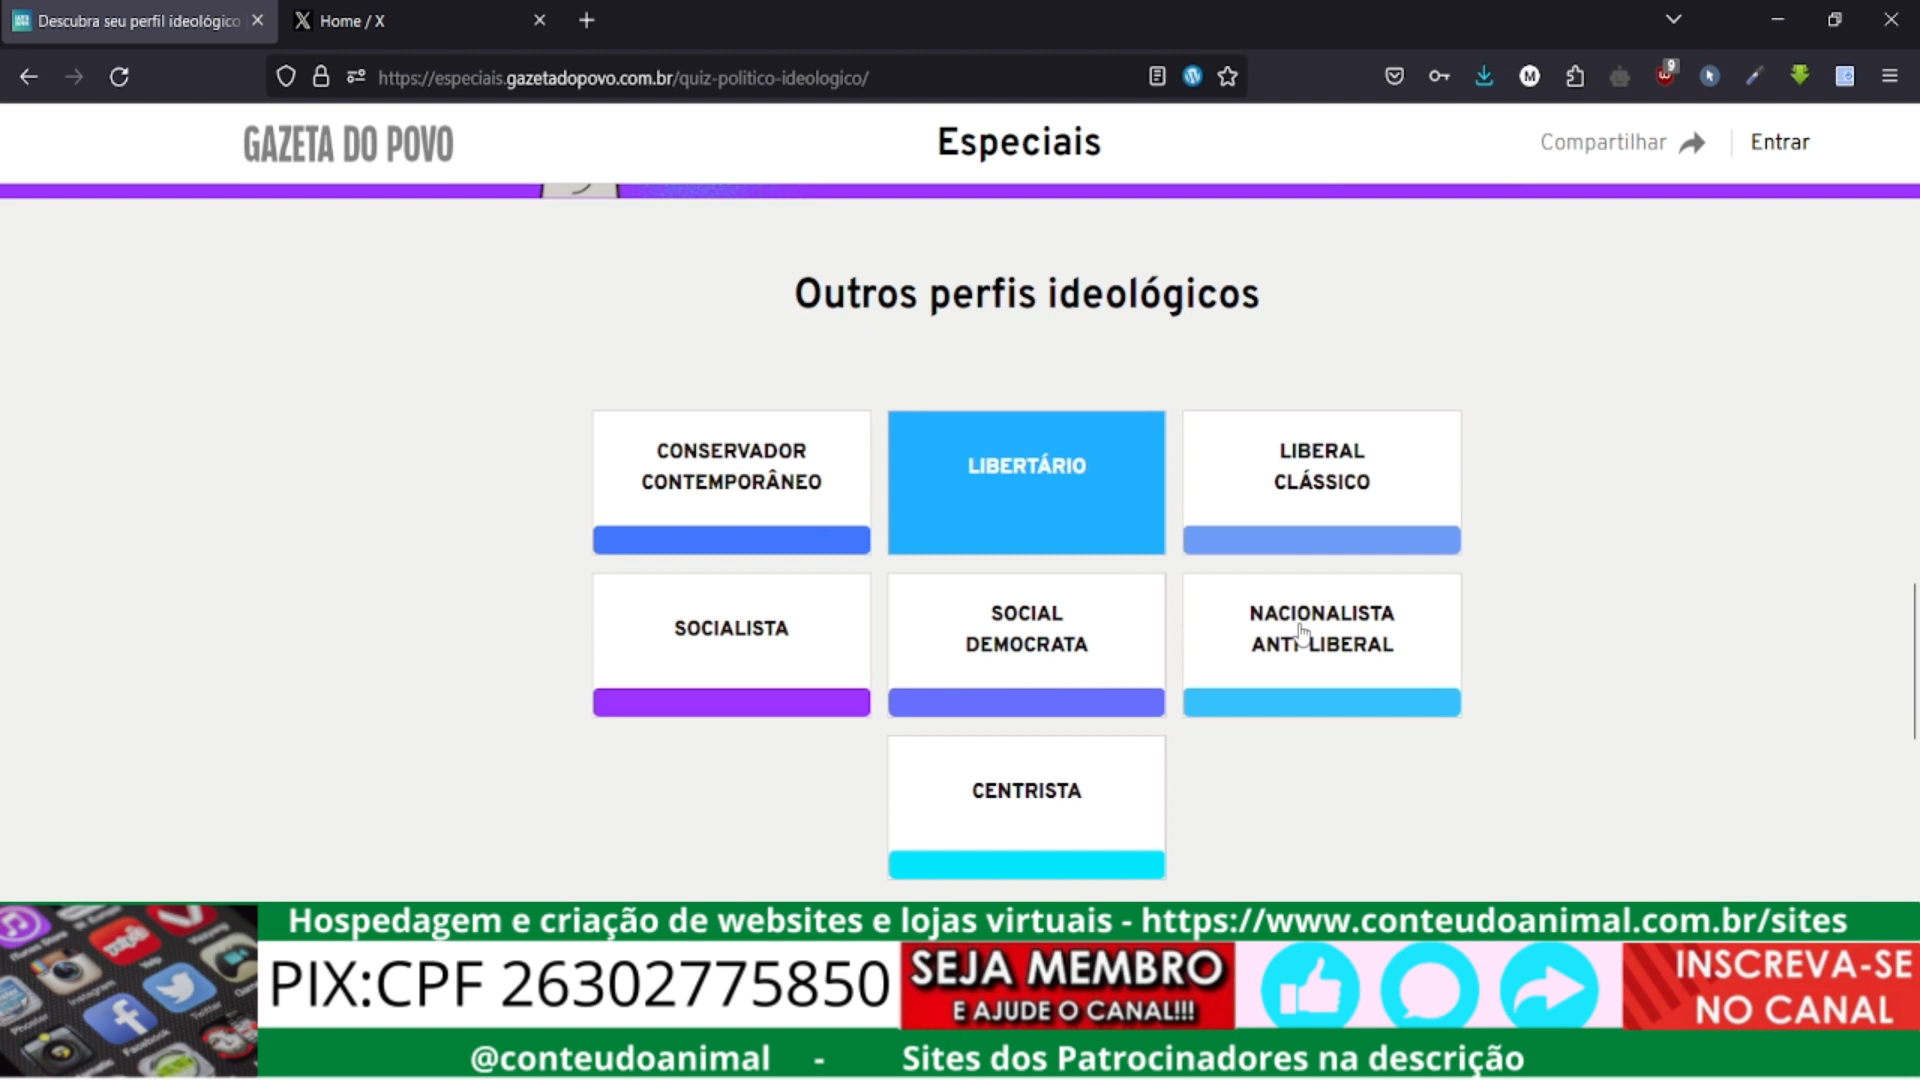 Descubra seu perfil ideológico
Home / X
https://especiais.gazetadopovo.com.br/quiz-politico-ideologico/
9
M
GAZETA DO POVO
Especiais
Compartilhar
Entrar
Outros perfis ideológicos
CONSERVADOR
CONTEMPORÂNEO
LIBERTÁRIO
LIBERAL
CLÁSSICO
SOCIALISTA
SOCIAL
DEMOCRATA
NACIONALISTA
ANTI-LIBERAL
CENTRISTA
Hospedagem e criação de websites e lojas virtuais - https://www.conteudoanimal.com.br/sites
PIX:CPF 26302775850
SEJA MEMBRO
E AJUDE O CANAL!!!
INSCREVA-SE
NO CANAL
@conteudoanimal - Sites dos Patrocinadores na descrição